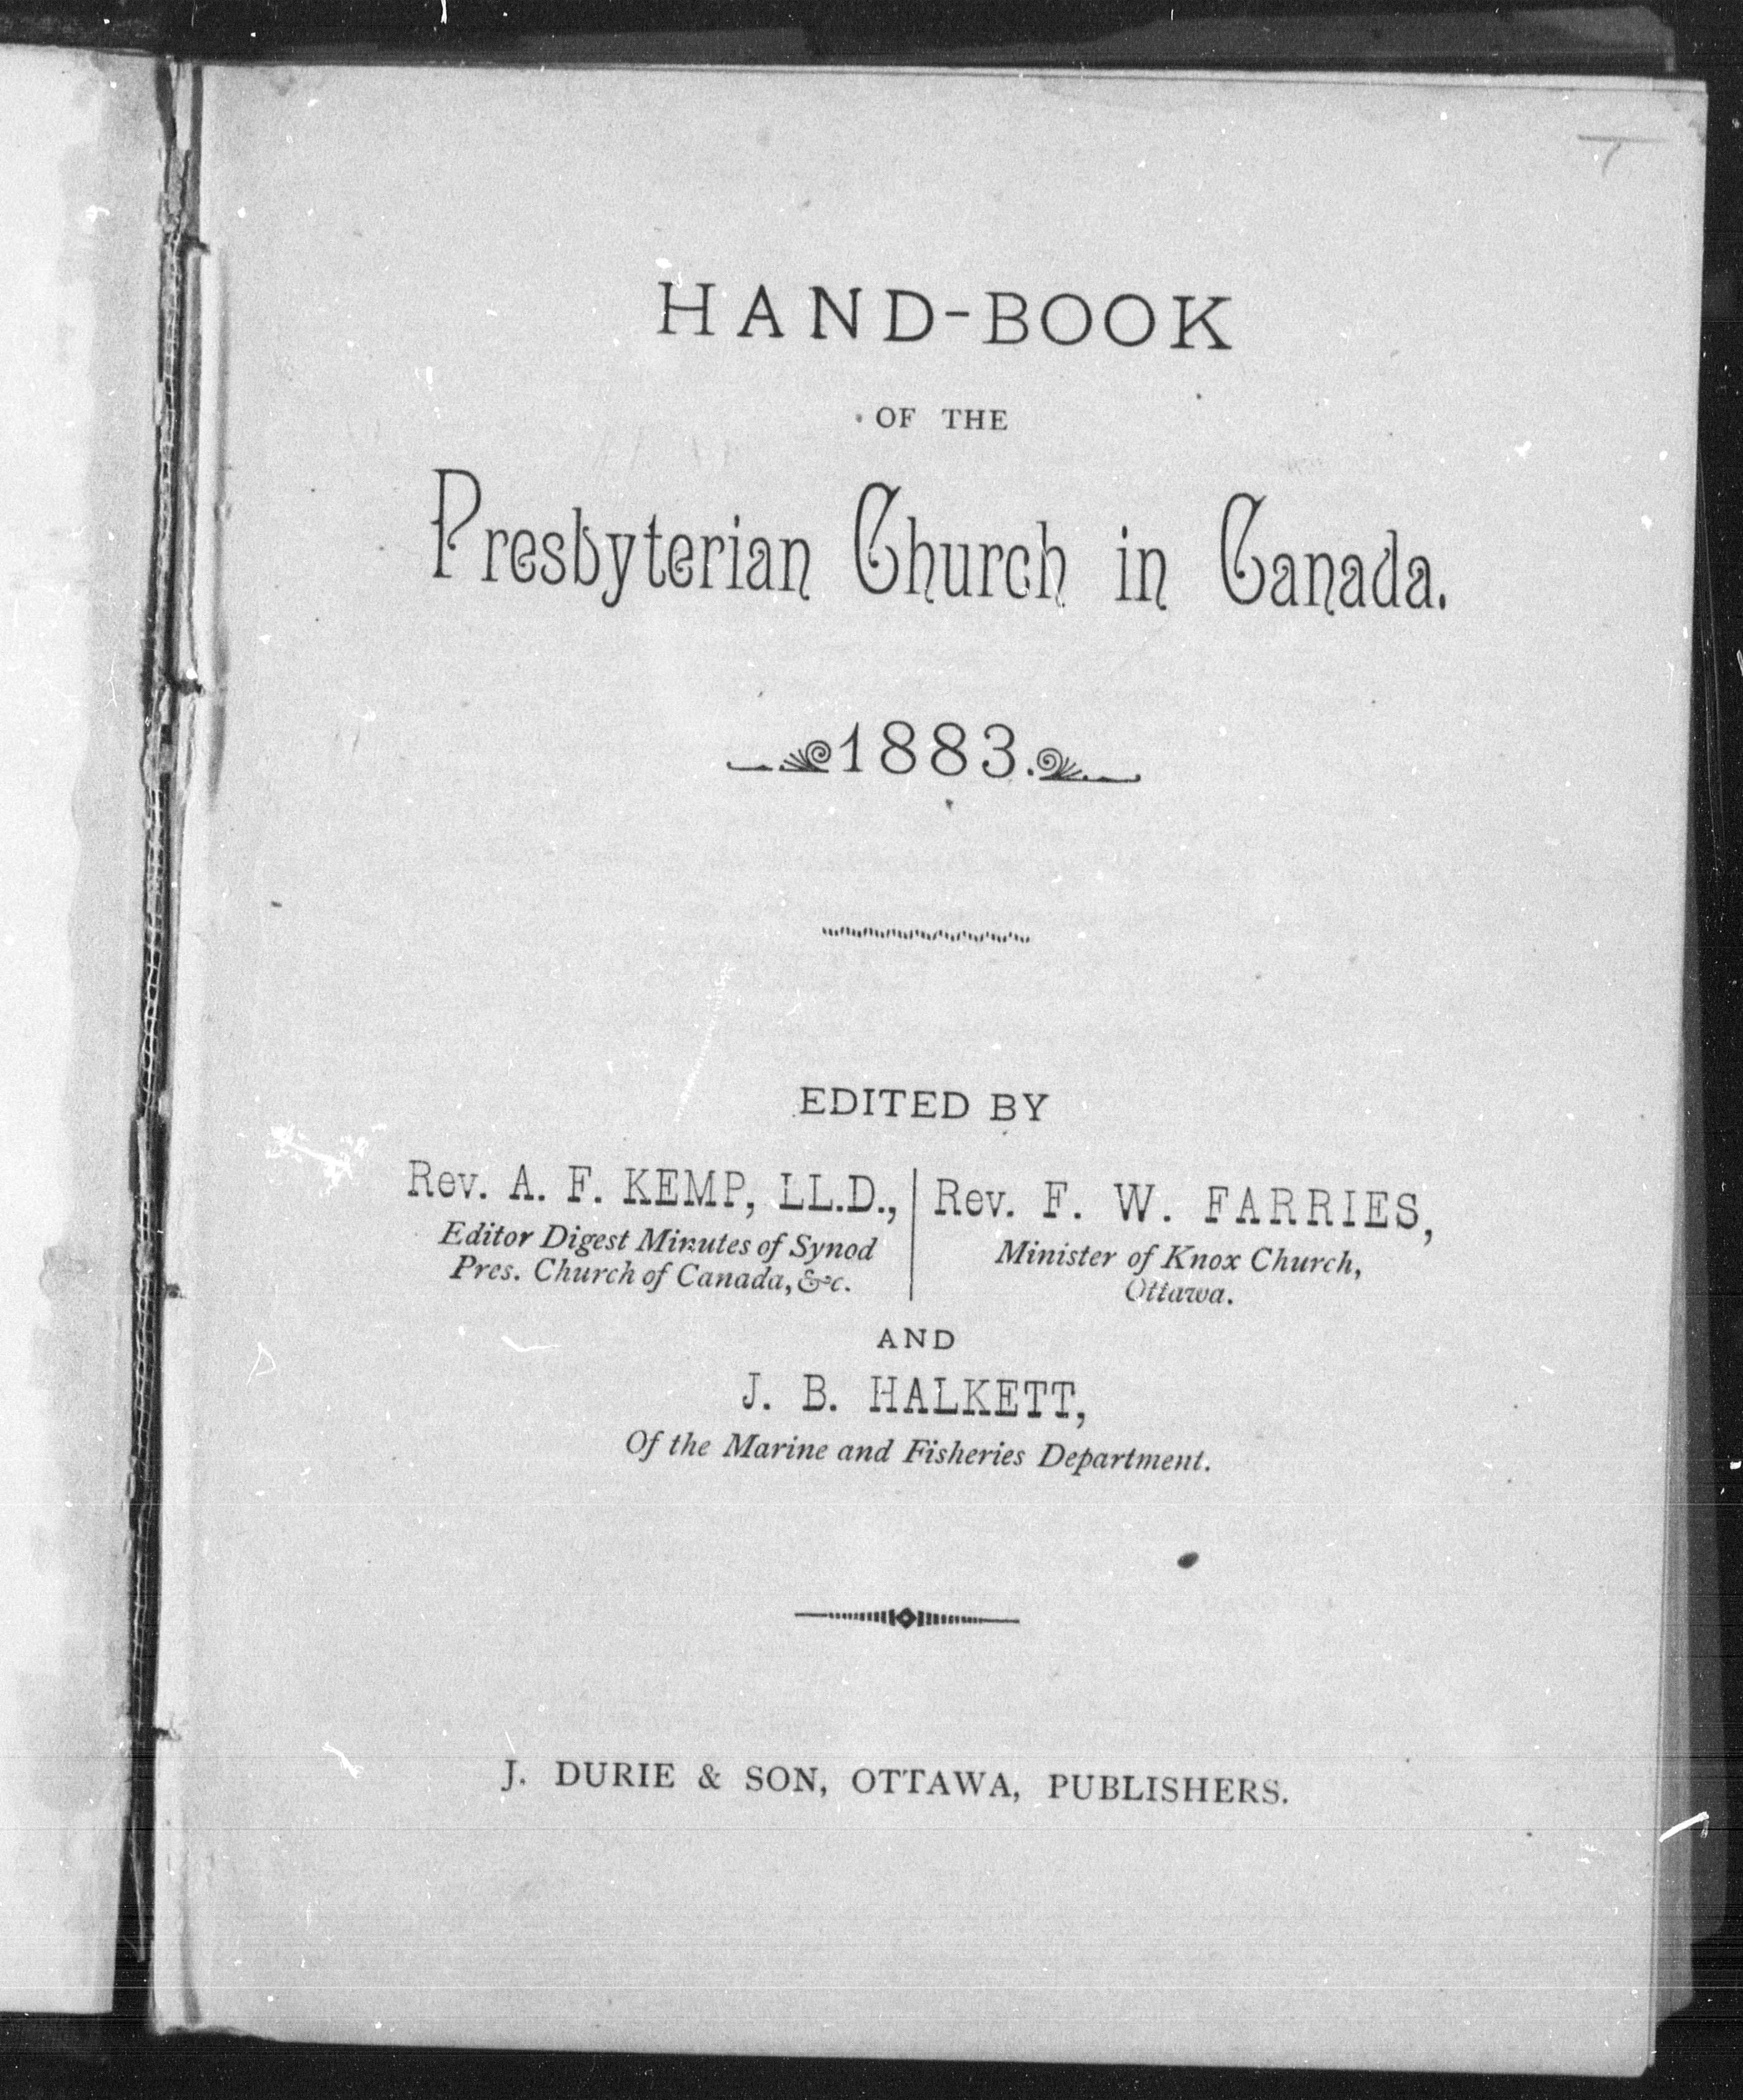 HAND-BOOK
OF THE
Presbyterian Church in Canada.
1883.
EDITED BY
Rev. A. F. KEMP, LL.D.,
Editor Digest Minutes of Synod
Pres. Church of Canada, &c.
Rev. F. W. FARRIES,
Minister of Knox Church,
Ottawa.
AND
J. B. HALKETT,
Of the Marine and Fisheries Department.
J. DURIE & SON, OTTAWA, PUBLISHERS.